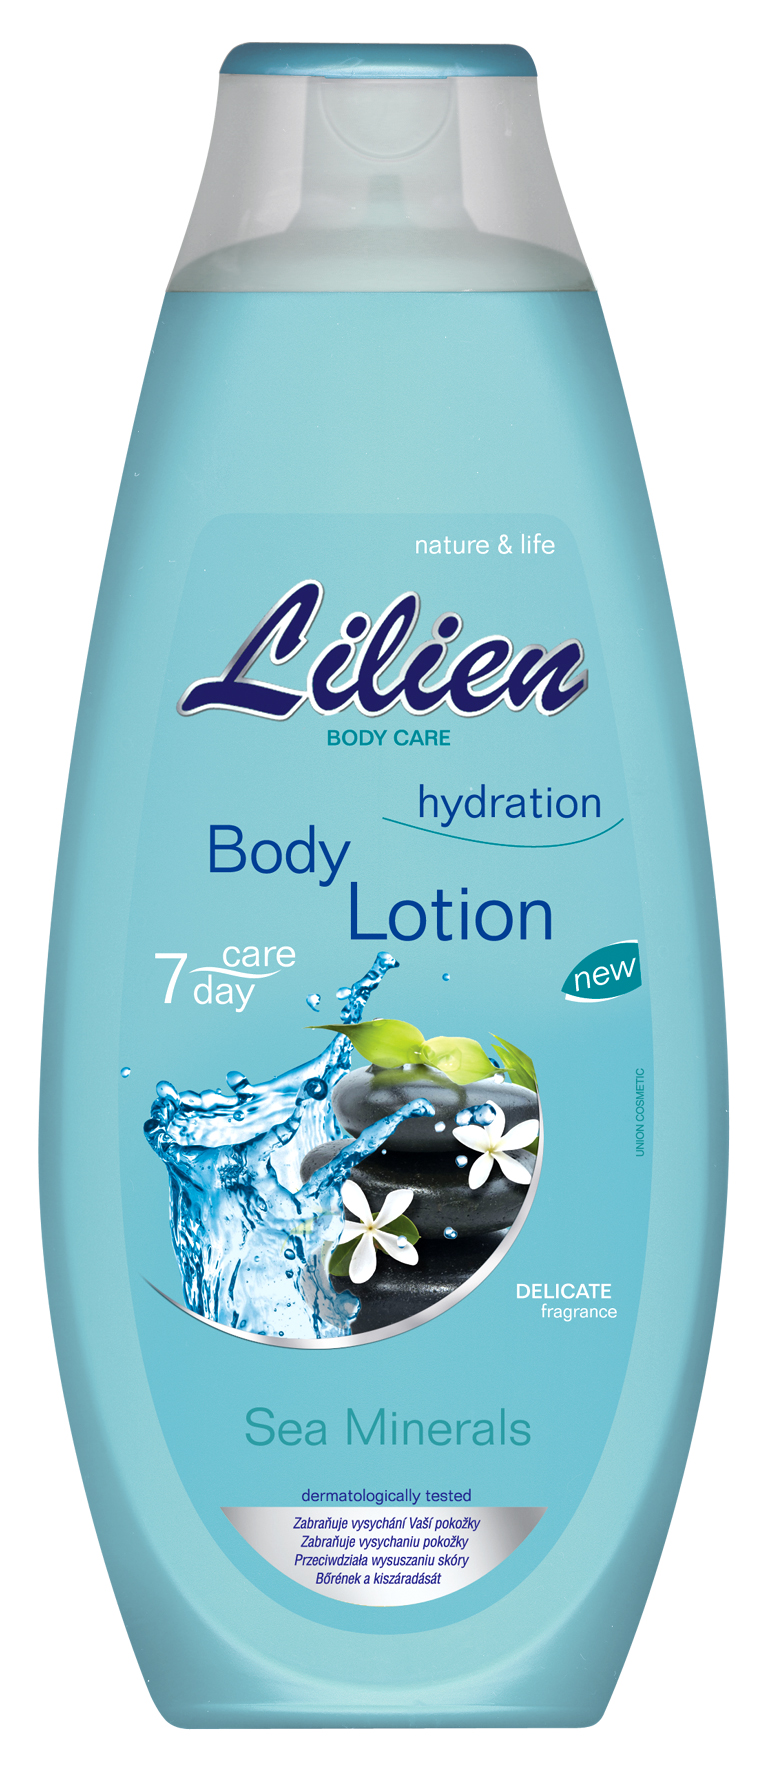 nature & life
Lilien
BODY CARE
hydration
Body
Lotion
7 day care
new
UNION COSMETIC
DELICATE
fragrance
Sea Minerals
dermatologically tested
Zabraňuje vysychání Vaší pokožky
Zabraňuje vysychaniu pokožky
Przeciwdziała wysuszaniu skóry
Bőrének a kiszáradását